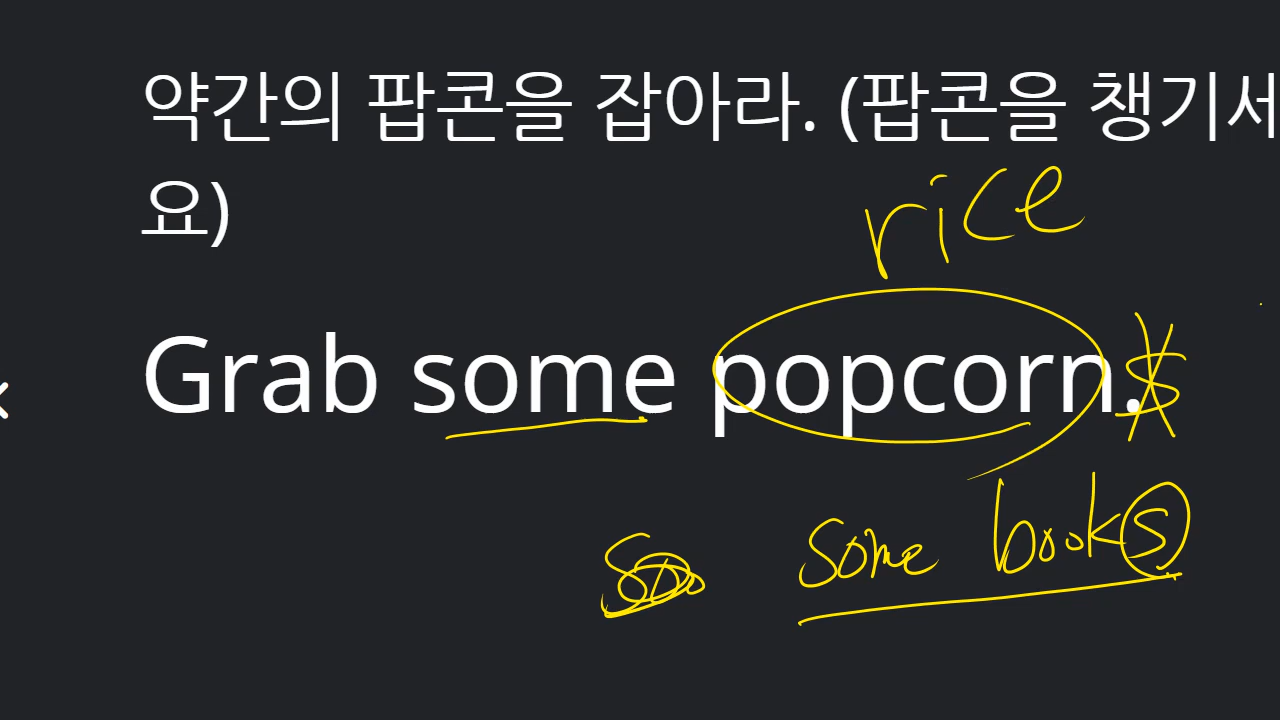 약간의 팝콘을 잡아라. (팝콘을 챙기세
요)
rice
Grab some popcorn.
some books